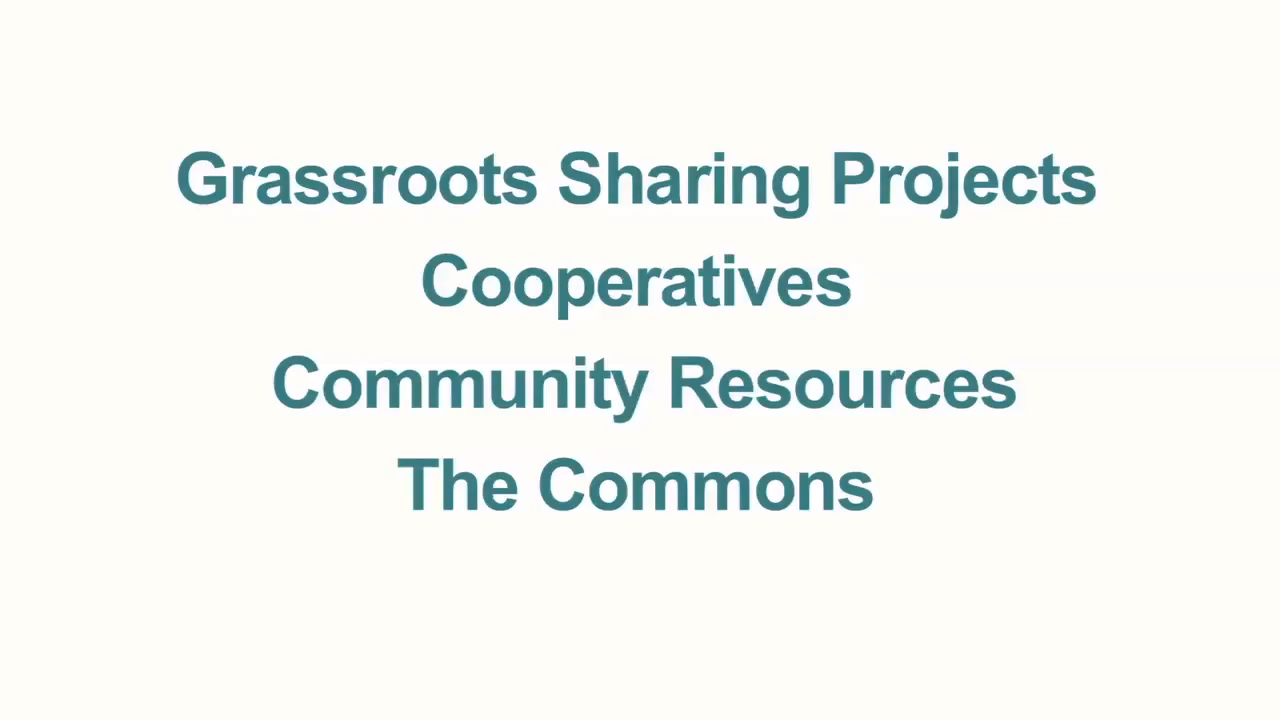 Grassroots Sharing Projects
Cooperatives
Community Resources
The Commons